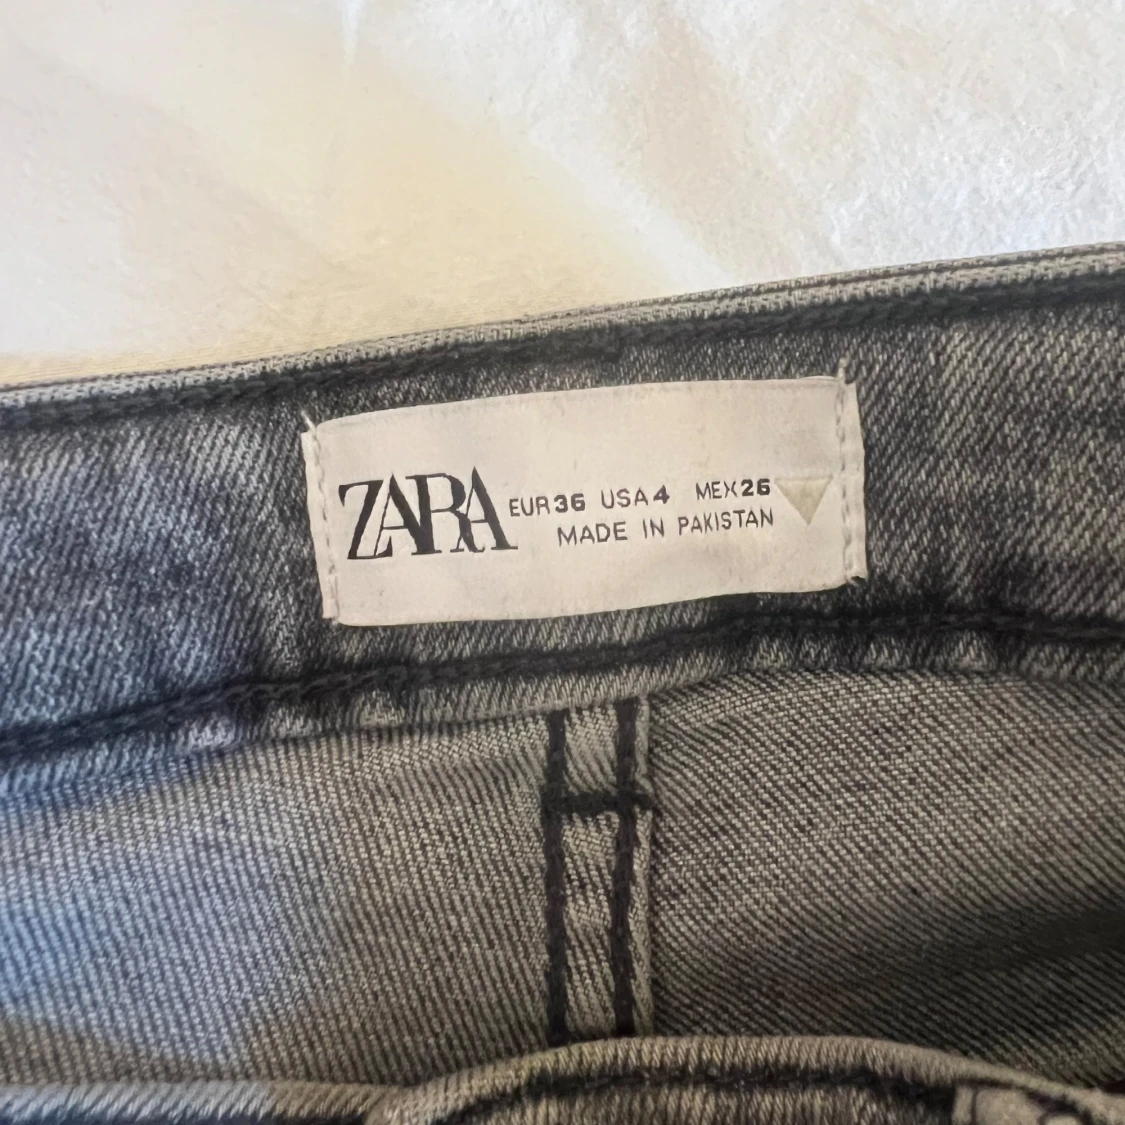 ZARA EUR 36 USA 4 MEX 26
MADE IN PAKISTAN